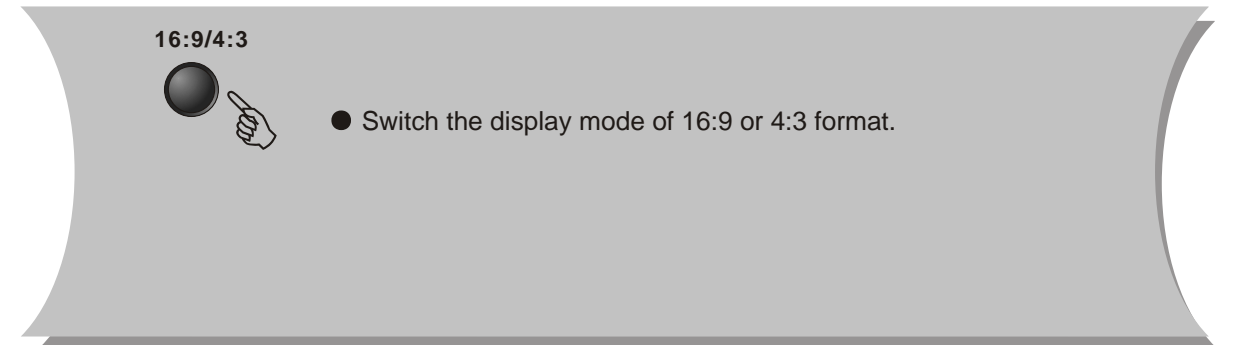 16:9/4:3
● Switch the display mode of 16:9 or 4:3 format.